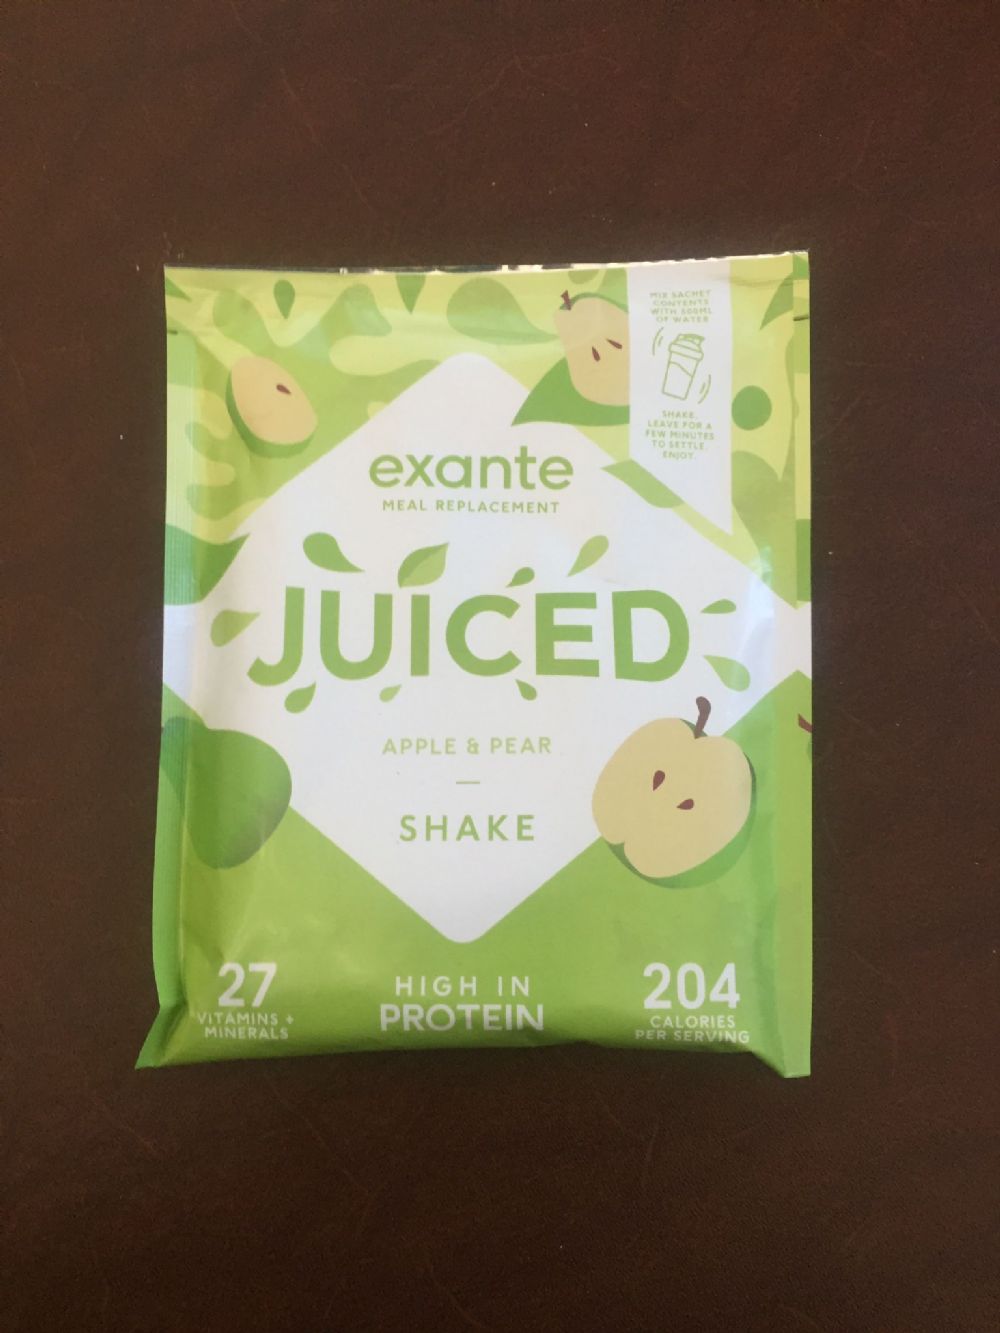 MIX SACHET
CONTENTS
WITH 500ML
OF WATER
SHAKE,
LEAVE FOR A
FEW MINUTES
TO SETTLE.
ENJOY.
exante
MEAL REPLACEMENT
JUICED
APPLE & PEAR
SHAKE
27
VITAMINS +
MINERALS
HIGH IN
PROTEIN
204
CALORIES
PER SERVING